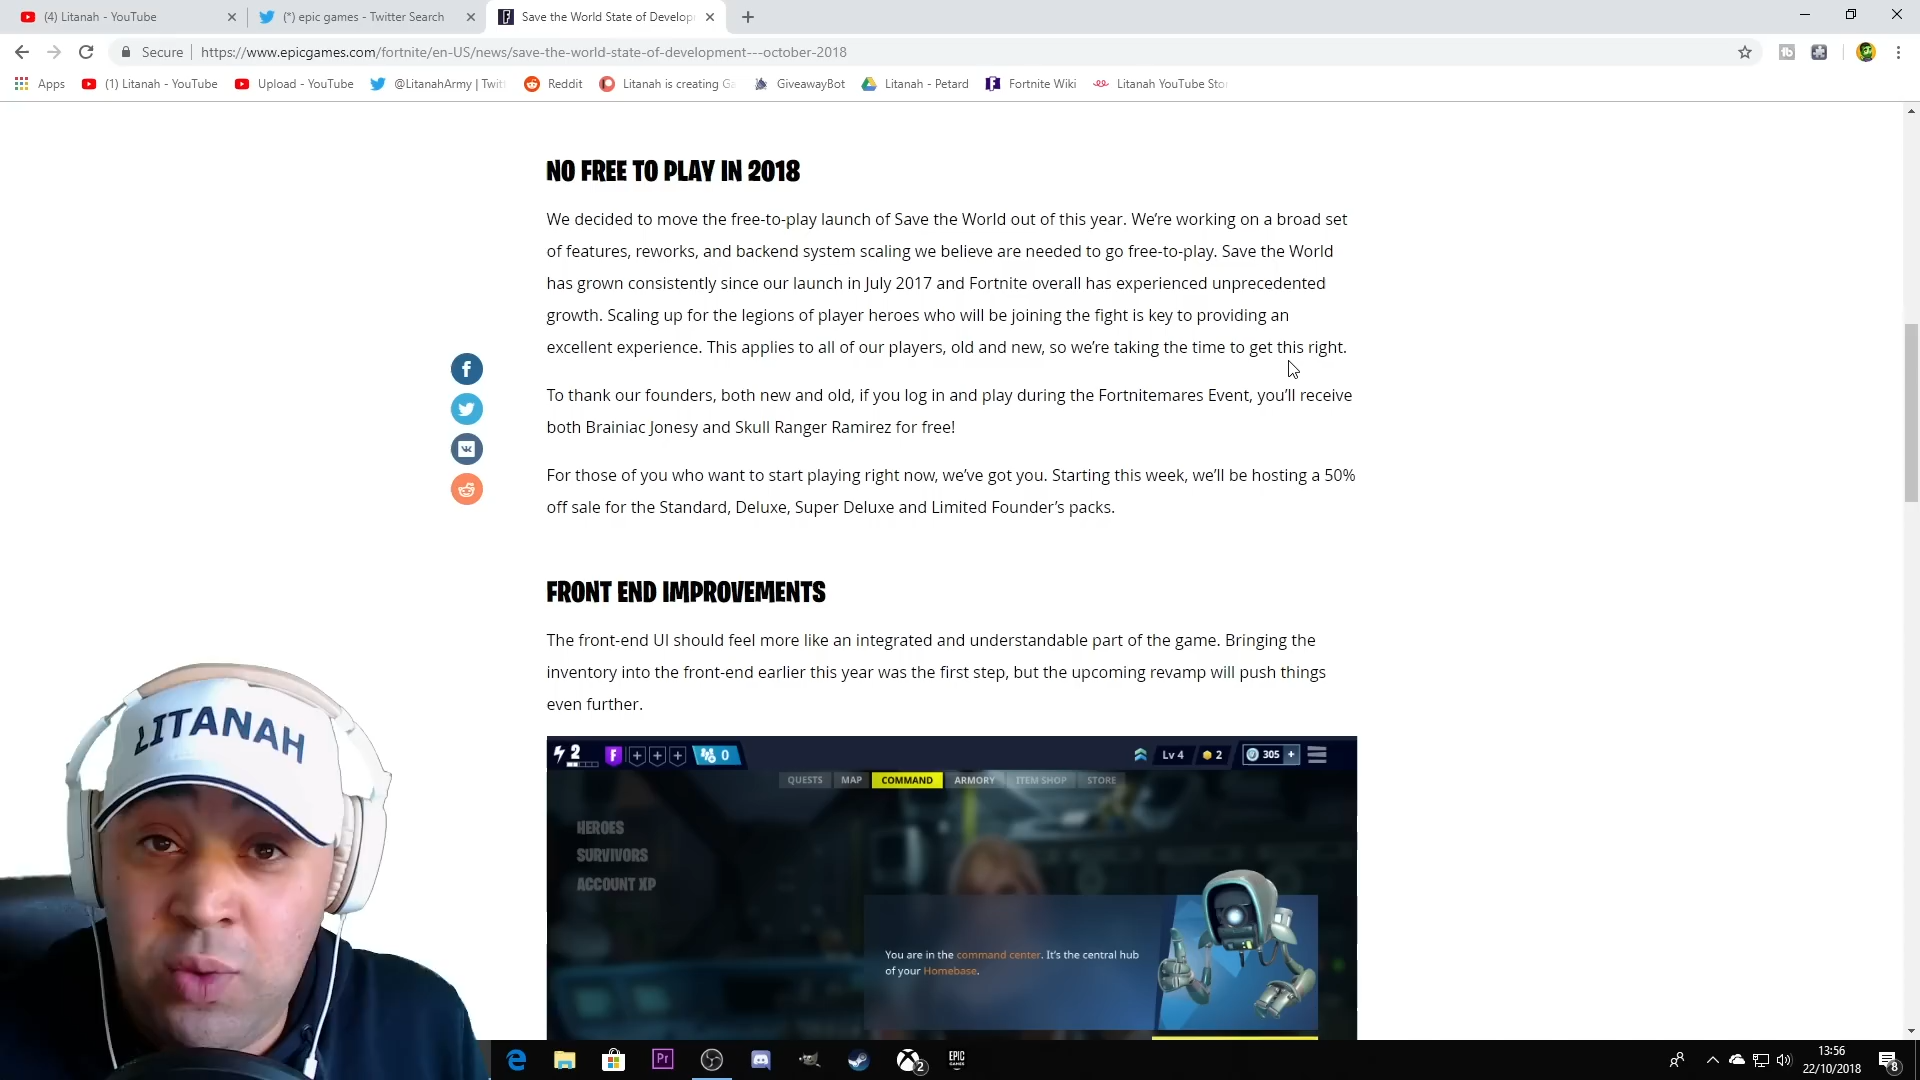 (4) Litanah - YouTube
(*) epic games - Twitter Search
Save the World State of Develop
Secure
https://www.epicgames.com/fortnite/en-US/news/save-the-world-state-of-development---october-2018
Apps
(1) Litanah - YouTube
Upload - YouTube
@LitanahArmy | Twit
Reddit
Litanah is creating Ga
GiveawayBot
Litanah - Petard
Fortnite Wiki
Litanah YouTube Stor
NO FREE TO PLAY IN 2018
We decided to move the free-to-play launch of Save the World out of this year. We’re working on a broad set
of features, reworks, and backend system scaling we believe are needed to go free-to-play. Save the World
has grown consistently since our launch in July 2017 and Fortnite overall has experienced unprecedented
growth. Scaling up for the legions of player heroes who will be joining the fight is key to providing an
excellent experience. This applies to all of our players, old and new, so we’re taking the time to get this right.
To thank our founders, both new and old, if you log in and play during the Fortnitemares Event, you’ll receive
both Brainiac Jonesy and Skull Ranger Ramirez for free!
For those of you who want to start playing right now, we’ve got you. Starting this week, we’ll be hosting a 50%
off sale for the Standard, Deluxe, Super Deluxe and Limited Founder’s packs.
FRONT END IMPROVEMENTS
The front-end UI should feel more like an integrated and understandable part of the game. Bringing the
inventory into the front-end earlier this year was the first step, but the upcoming revamp will push things
even further.
2
F
0
Lv 4
2
305 +
QUESTS MAP COMMAND ARMORY ITEM SHOP STORE
HEROES
SURVIVORS
ACCOUNT XP
You are in the command center. It's the central hub
of your Homebase.
LITANAH
Pr
2
EPIC
GAMES
13:56
22/10/2018
8